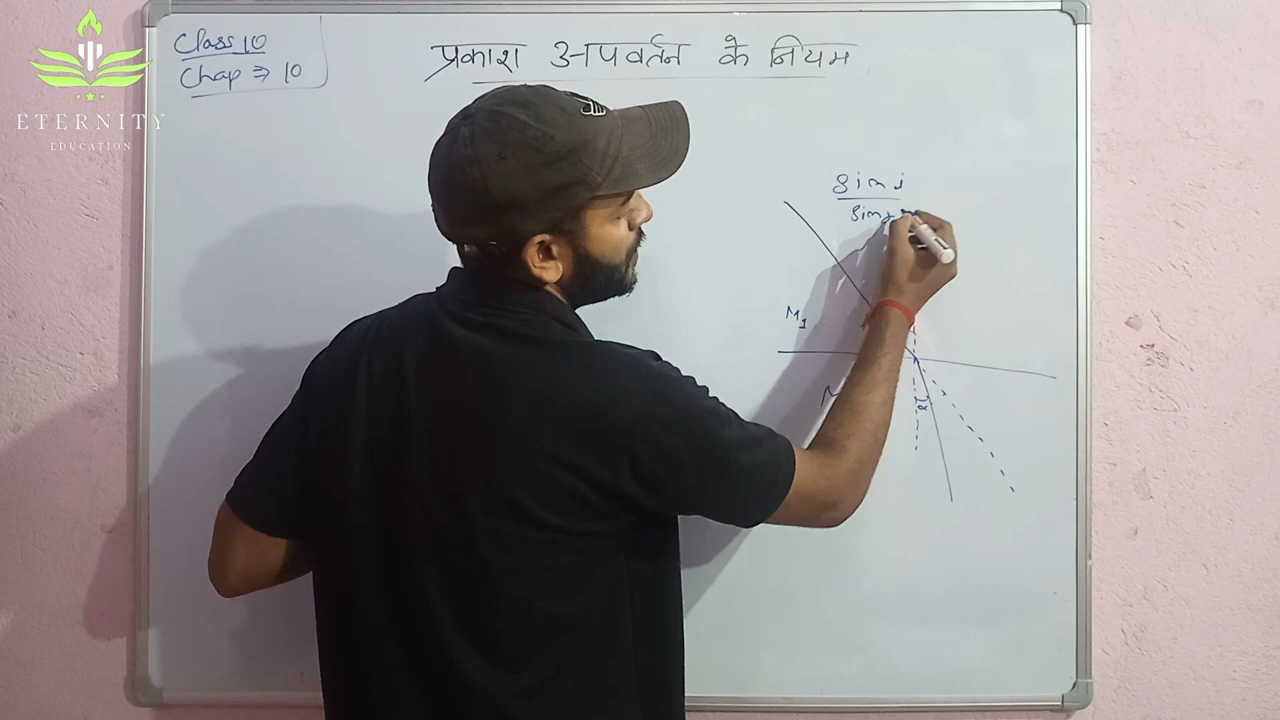 ETERNITY
EDUCATION
Class 10
Chap ⇒ 10
प्रकाश अपवर्तन के नियम
Sin i
Sin r
M1